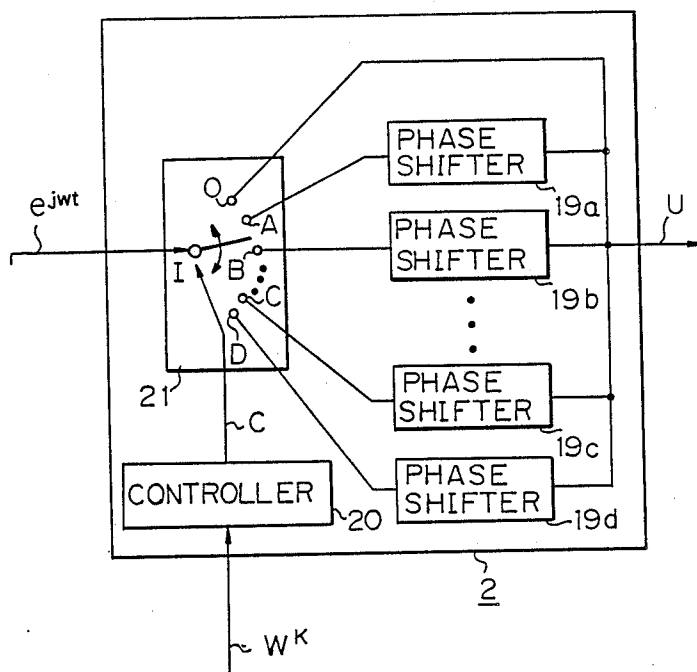 PHASE
SHIFTER
19a
O
A
e^jwt
I
B
PHASE
SHIFTER
19b
U
C
D
21
PHASE
SHIFTER
19c
C
CONTROLLER
20
PHASE
SHIFTER
19d
2
W^K